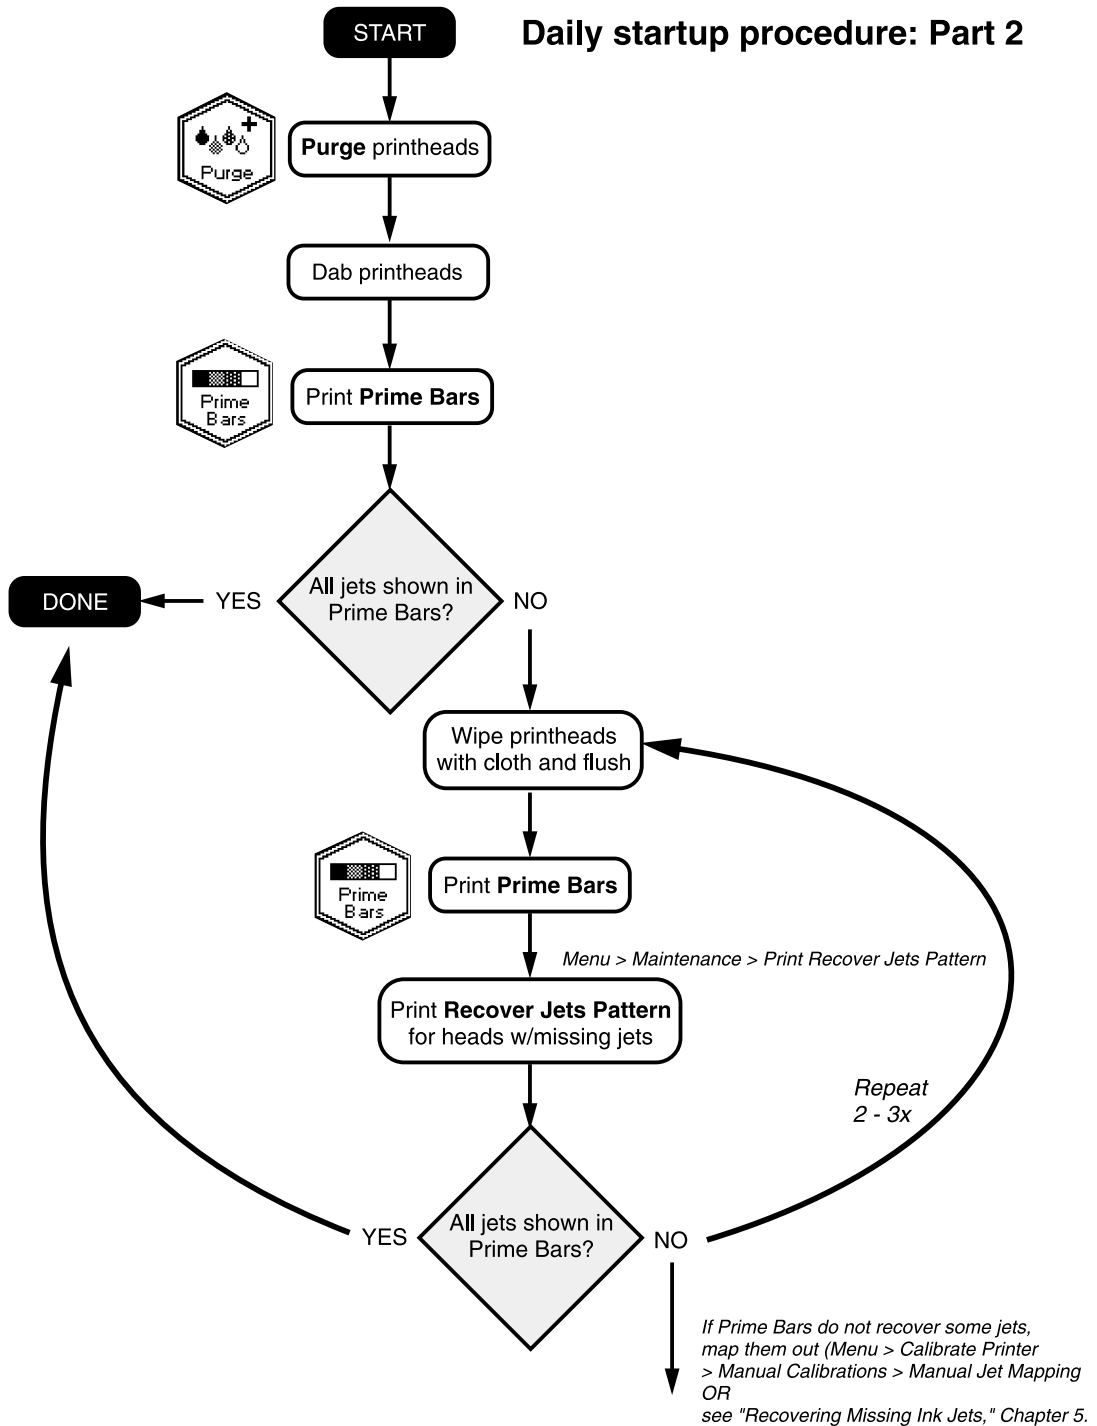 START
Daily startup procedure: Part 2
Purge
Purge printheads
Dab printheads
Prime
Bars
Print Prime Bars
All jets shown in
Prime Bars?
YES
DONE
NO
Wipe printheads
with cloth and flush
Prime
Bars
Print Prime Bars
Menu > Maintenance > Print Recover Jets Pattern
Print Recover Jets Pattern
for heads w/missing jets
Repeat
2 - 3x
All jets shown in
Prime Bars?
YES
NO
If Prime Bars do not recover some jets,
map them out (Menu > Calibrate Printer
> Manual Calibrations > Manual Jet Mapping
OR
see "Recovering Missing Ink Jets," Chapter 5.